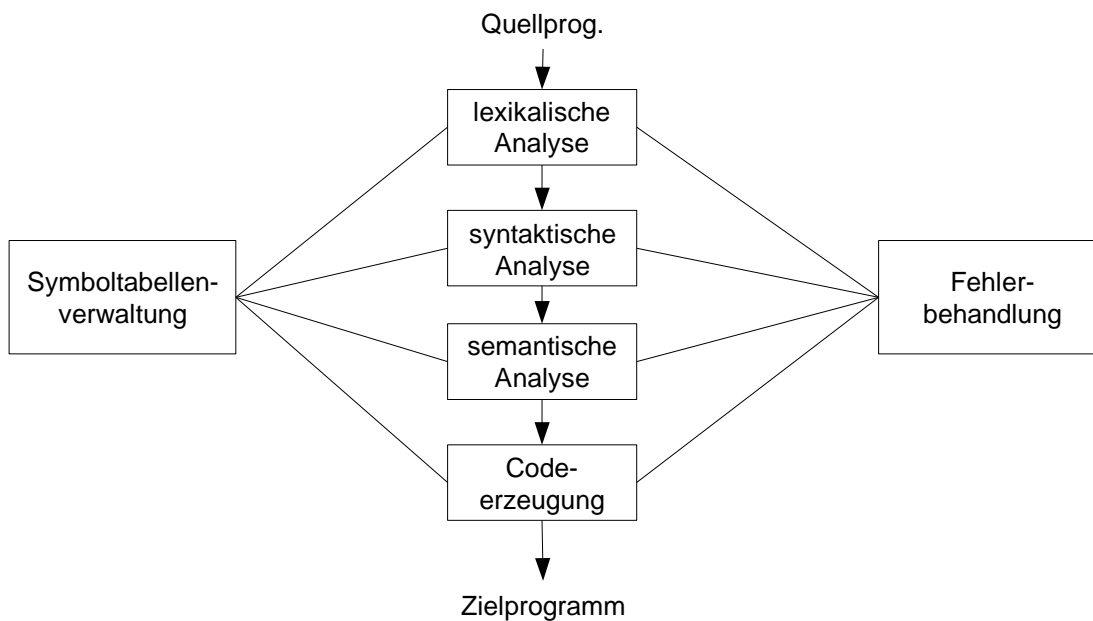 Quellprog.
lexikalische
Analyse
syntaktische
Analyse
Symboltabellen-
verwaltung
Fehler-
behandlung
semantische
Analyse
Code-
erzeugung
Zielprogramm